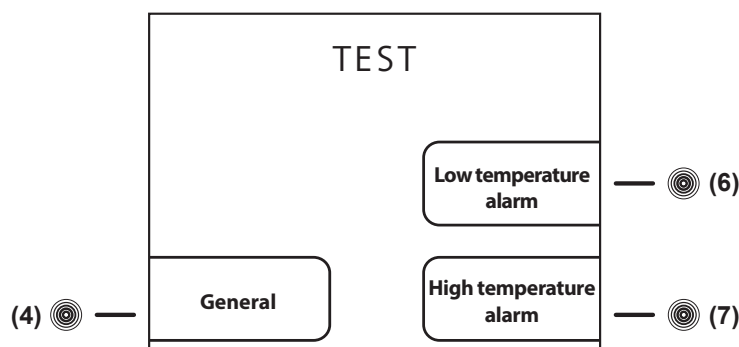 TEST
Low temperature
alarm
(6)
(4)
General
High temperature
alarm
(7)